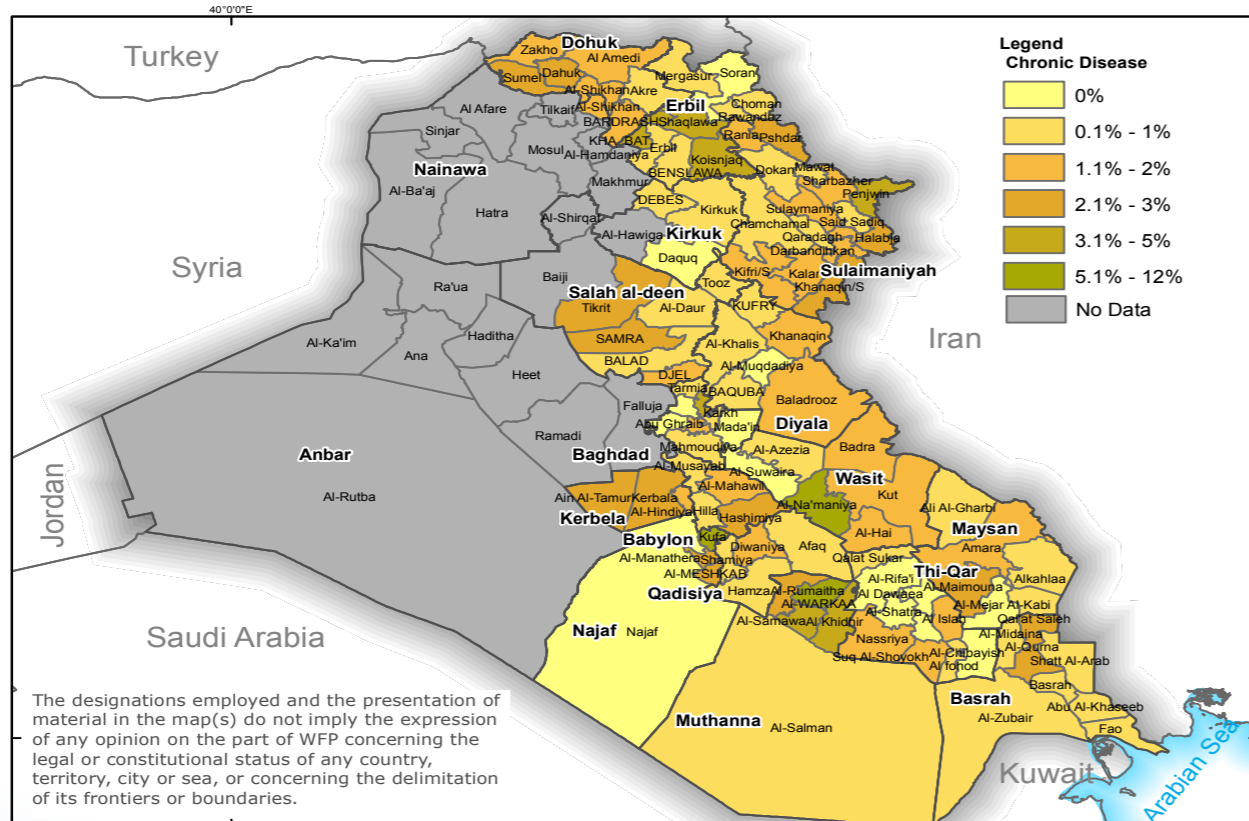 40°0'0"E
Turkey
Syria
Jordan
Saudi Arabia
Iran
Kuwait
Arabian Sea
Legend
Chronic Disease
0%
0.1% - 1%
1.1% - 2%
2.1% - 3%
3.1% - 5%
5.1% - 12%
No Data
Dohuk
Zakho
Al Amedi
Sumel
Dahuk
Al-Shikhan
Akre
Al-Shikhan
BARDRASH
Mergasur
Soran
Erbil
Choman
Rawandaz
Shaqlawa
Rania
Pshdar
KHA_BAT
Erbil
Koisnjaq
BENSLAWA
Dokan
Mawat
Sharbazher
Penjwin
Al Afare
Tilkaif
Sinjar
Mosul
Al-Hamdaniya
Nainawa
Makhmur
Al-Ba'aj
Hatra
Al-Shirqat
DEBES
Kirkuk
Al-Hawiga
Kirkuk
Daquq
Sulaymaniya
Chamchamal
Said Sadiq
Qaradagh
Halabja
Darbandihkan
Sulaimaniyah
Kifri/S
Kalar
Khanaqin/S
Baiji
Salah al-deen
Tooz
Tikrit
Al-Daur
KUFRY
SAMRA
Khanaqin
Al-Khalis
BALAD
Al-Muqdadiya
DJEL
Tarmia
BAQUBA
Baladrooz
Ra'ua
Haditha
Al-Ka'im
Ana
Heet
Falluja
Ramadi
Anbar
Al-Rutba
Karkh
Abu Ghraib
Mada'in
Diyala
Mahmoudiya
Baghdad
Al-Azezia
Badra
Al-Musayab
Al-Suwaira
Wasit
Al-Mahawil
Kut
Ain Al-Tamur
Kerbala
Al-Na'maniya
Al-Hindiya
Hilla
Kerbela
Hashimiya
Ali Al-Gharbi
Maysan
Al-Hai
Babylon
Kufa
Diwaniya
Afaq
Amara
Al-Manathera
Shamiya
Qalat Sukar
Al-MESHKAB
Thi-Qar
Al-Rifa'i
Al-Maimouna
Alkahlaa
Qadisiya
Hamza
Al-Rumaitha
Al Dawaea
Al-WARKAA
Al-Shatra
Al-Mejar Al-Kabi
Al-Samawa
Al Khidhir
Al Islah
Qal'at Saleh
Najaf
Najaf
Nassriya
Al-Midaina
Al-Qurna
Suq Al-Shoyokh
Al-Chibayish
Al fohod
Shatt Al-Arab
Basrah
Basrah
Abu Al-Khaseeb
Al-Zubair
Fao
Muthanna
Al-Salman
The designations employed and the presentation of
material in the map(s) do not imply the expression
of any opinion on the part of WFP concerning the
legal or constitutional status of any country,
territory, city or sea, or concerning the delimitation
of its frontiers or boundaries.